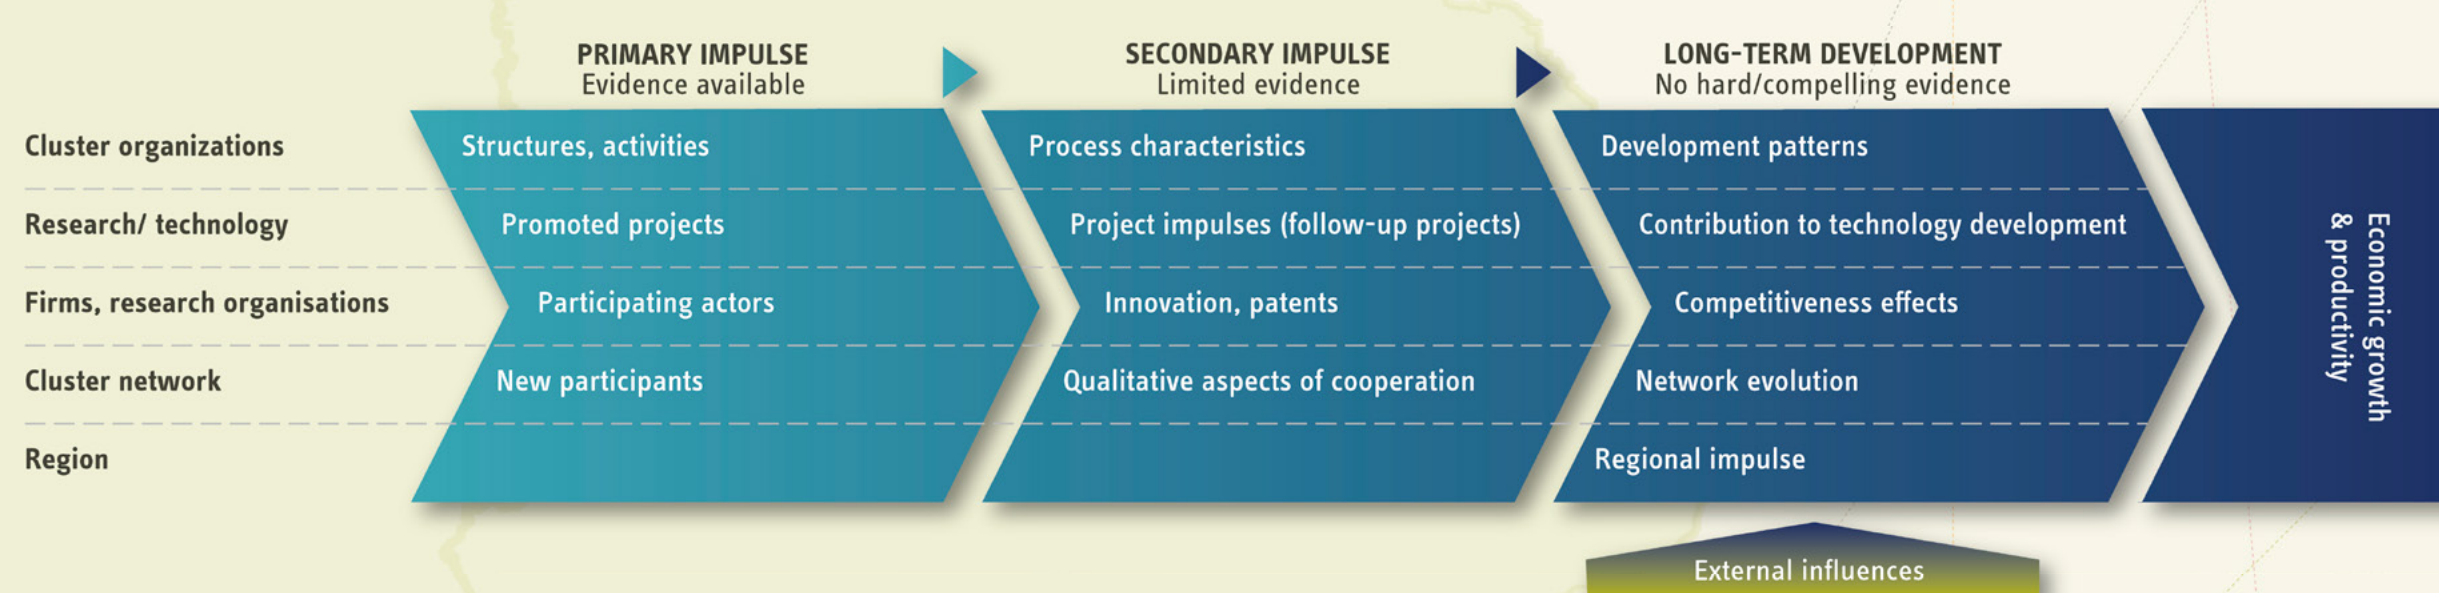 PRIMARY IMPULSE
Evidence available
SECONDARY IMPULSE
Limited evidence
LONG-TERM DEVELOPMENT
No hard/compelling evidence
Cluster organizations
Structures, activities
Process characteristics
Development patterns
Research/ technology
Promoted projects
Project impulses (follow-up projects)
Contribution to technology development
Firms, research organisations
Participating actors
Innovation, patents
Competitiveness effects
Cluster network
New participants
Qualitative aspects of cooperation
Network evolution
Region
Regional impulse
Economic growth
& productivity
External influences